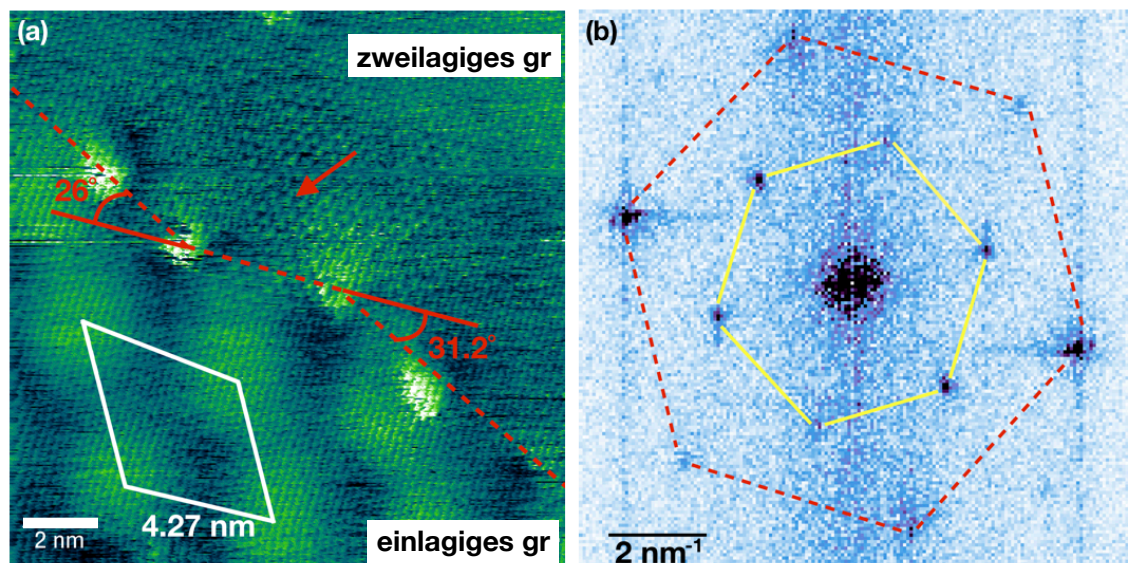 (a)
zweilagiges gr
26°
31.2°
4.27 nm
2 nm
einlagiges gr
(b)
2 nm⁻¹